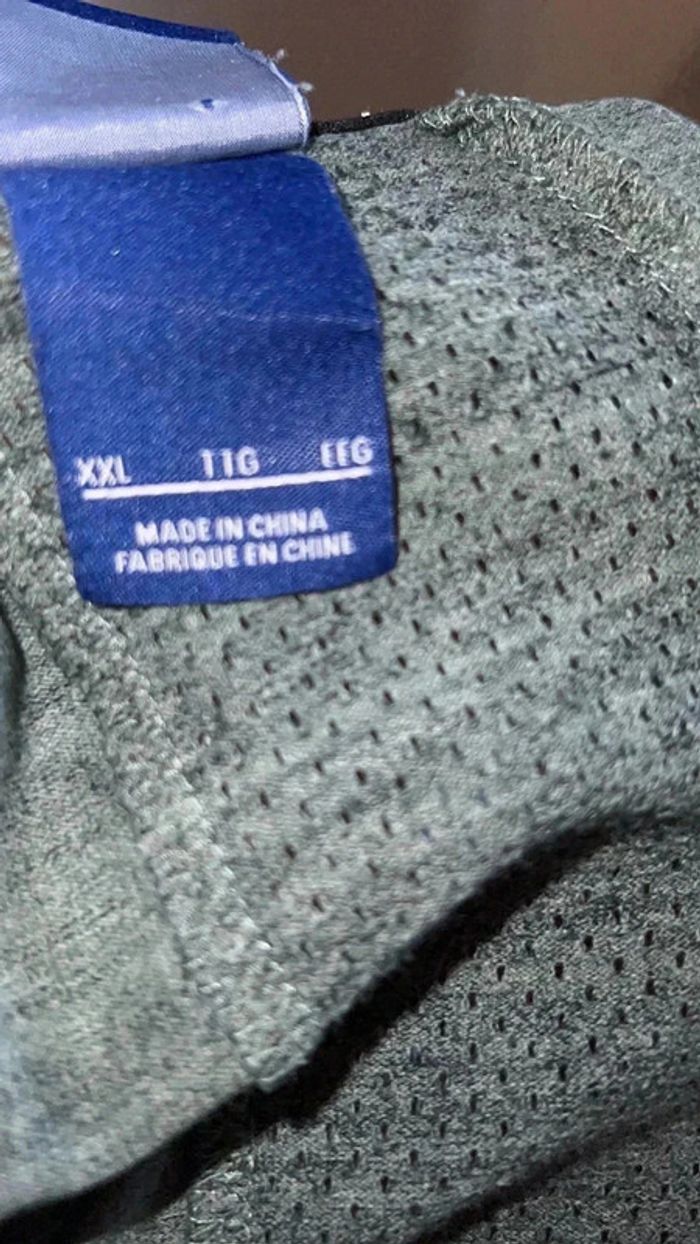 XXL TTG EEG
MADE IN CHINA
FABRIQUE EN CHINE